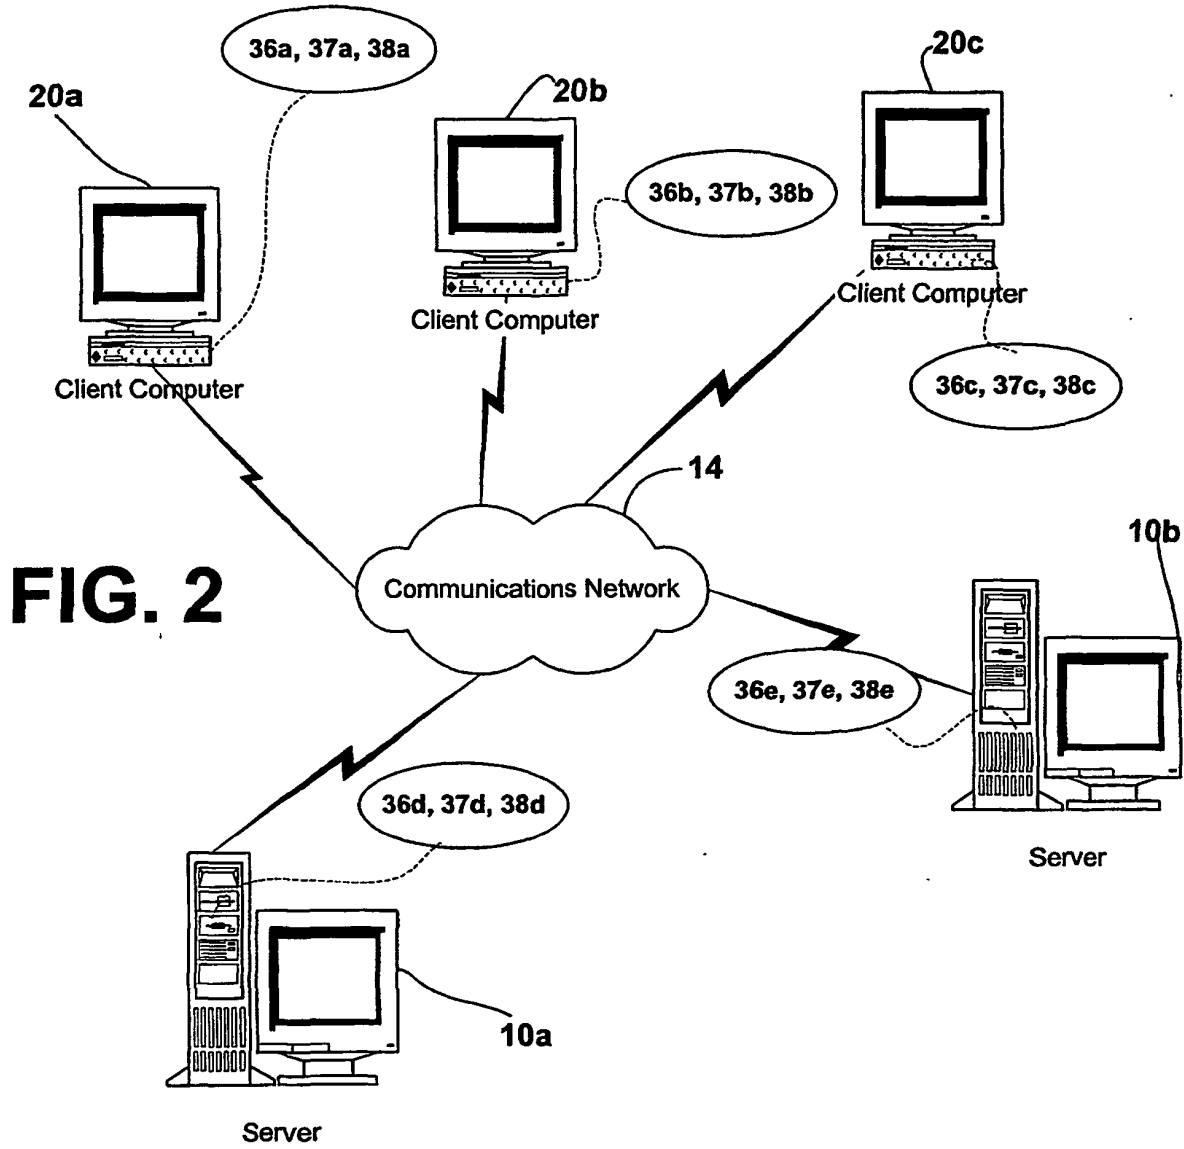 36a, 37a, 38a
20c
20a
20b
36b, 37b, 38b
Client Computer
Client Computer
Client Computer
36c, 37c, 38c
14
10b
FIG. 2
Communications Network
36e, 37e, 38e
36d, 37d, 38d
Server
10a
Server